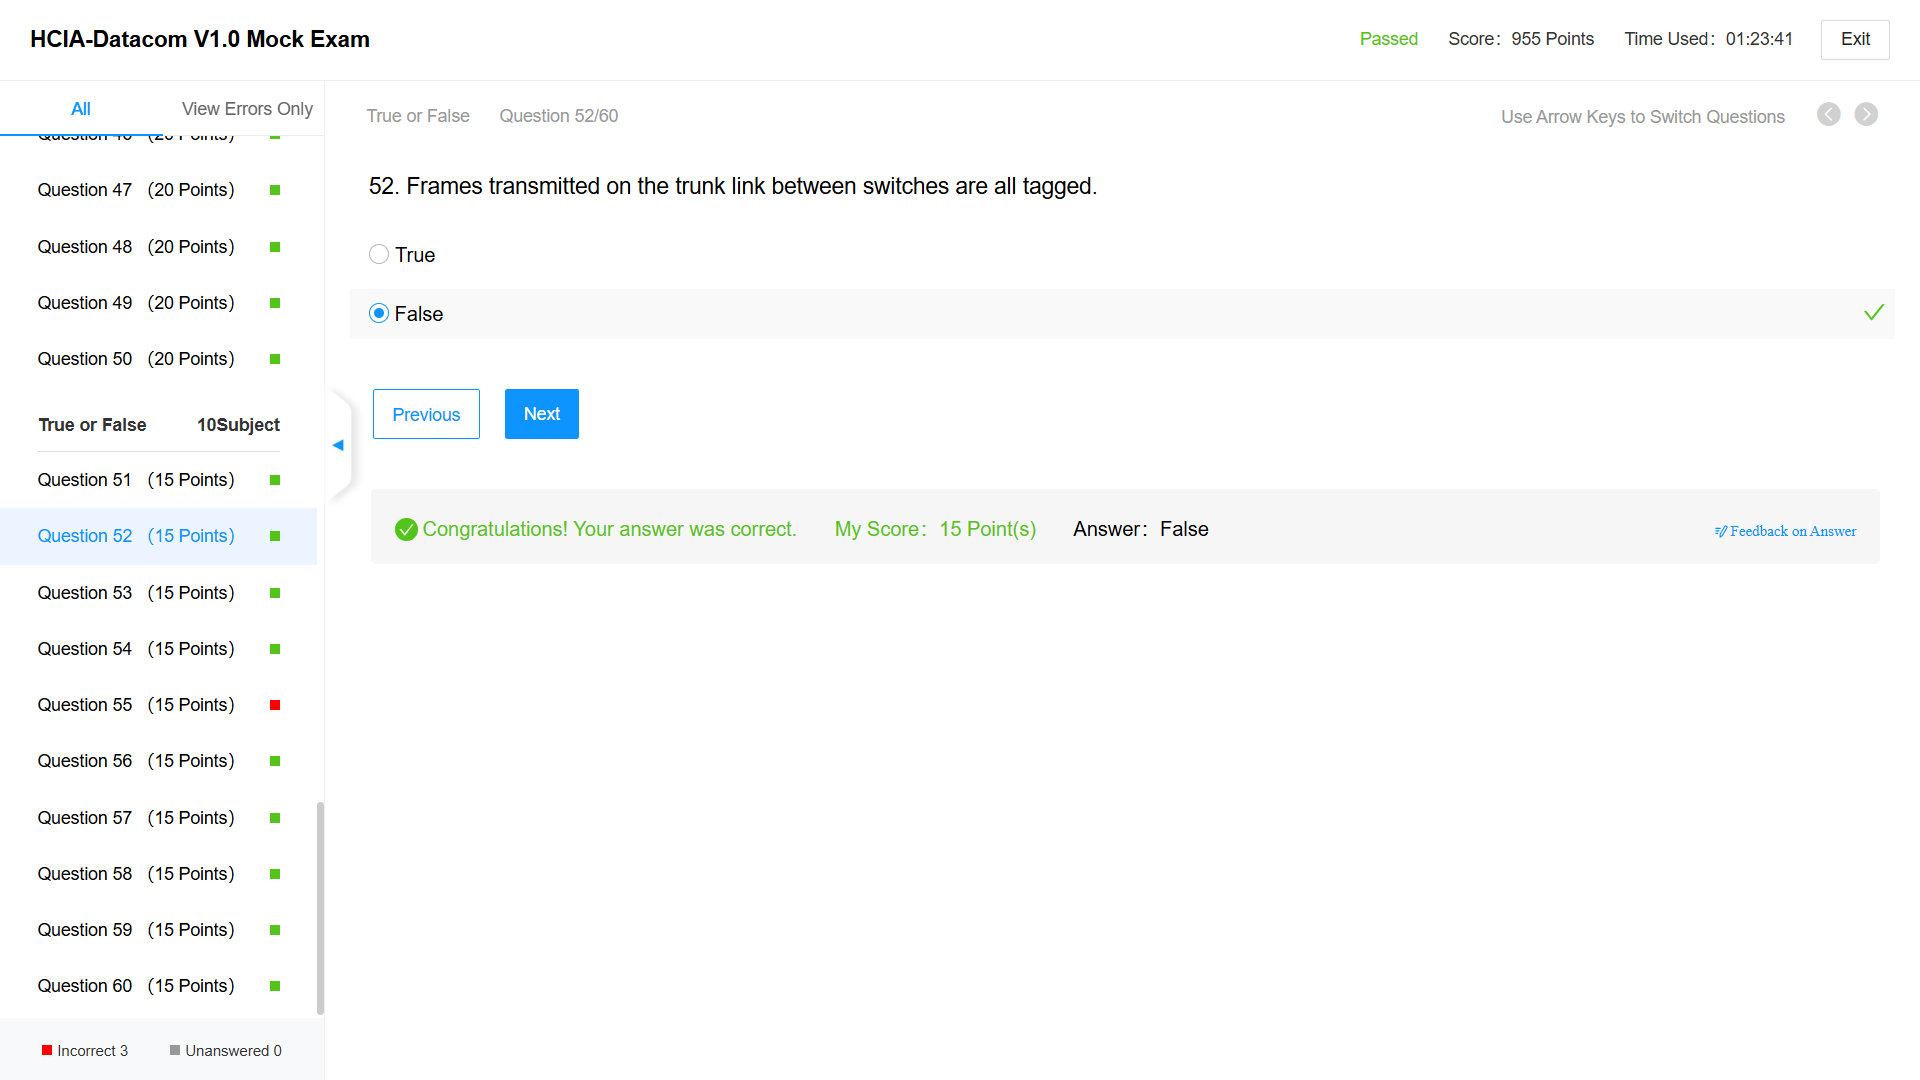 HCIA-Datacom V1.0 Mock Exam
Passed Score：955 Points Time Used：01:23:41 Exit
All View Errors Only
True or False Question 52/60
Use Arrow Keys to Switch Questions
Question 47 (20 Points)
Question 48 (20 Points)
Question 49 (20 Points)
Question 50 (20 Points)
True or False 10Subject
Question 51 (15 Points)
Question 52 (15 Points)
Question 53 (15 Points)
Question 54 (15 Points)
Question 55 (15 Points)
Question 56 (15 Points)
Question 57 (15 Points)
Question 58 (15 Points)
Question 59 (15 Points)
Question 60 (15 Points)
Incorrect 3 Unanswered 0
52. Frames transmitted on the trunk link between switches are all tagged.
True
False
Previous Next
Congratulations! Your answer was correct. My Score：15 Point(s) Answer：False
Feedback on Answer